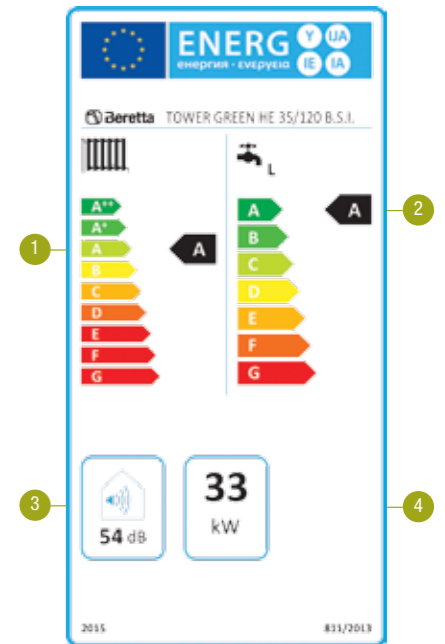 ENERG Y IJA
енергия · ενεργεια IE IA
Beretta TOWER GREEN HE 35/120 B.S.I.
L
A++
A+
A
B
C
D
E
F
G
A
A
B
C
D
E
F
G
A
1
2
3
4
54 dB
33
kW
2015 811/2013